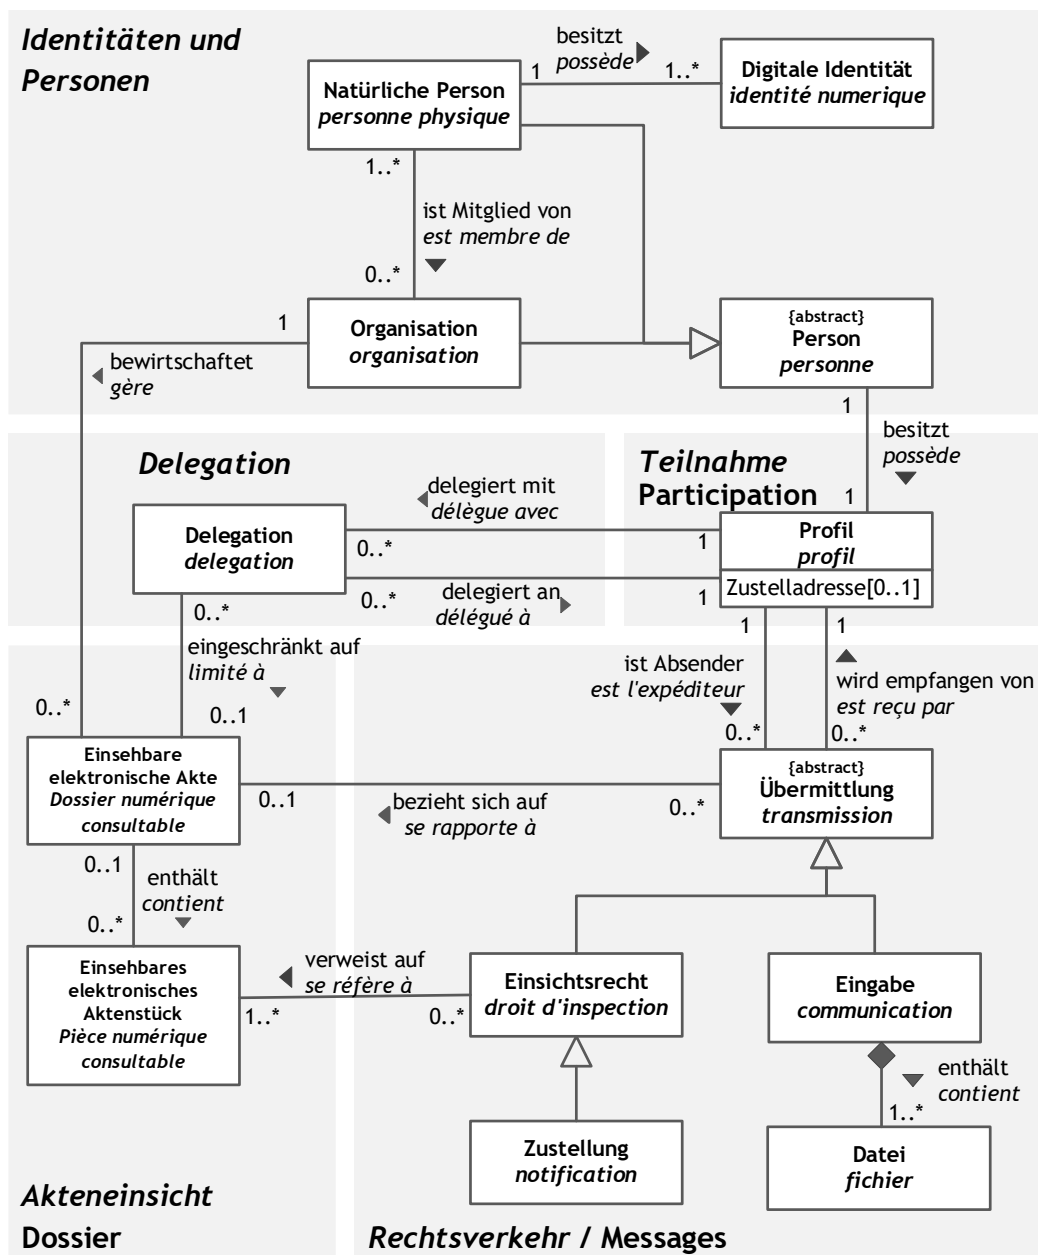 Identitäten und
Personen
besitzt
possède
1
1..*
Natürliche Person
personne physique
Digitale Identität
identité numerique
1..*
ist Mitglied von
est membre de
0..*
1
Organisation
organisation
{abstract}
Person
personne
bewirtschaftet
gère
1
besitzt
possède
1
Delegation
Teilnahme
Participation
delegiert mit
délègue avec
0..*
1
Delegation
delegation
Profil
profil
Zustelladresse[0..1]
0..*
delegiert an
délégué à
1
0..*
1
1
eingeschränkt auf
limité à
0..*
0..1
ist Absender
est l'expéditeur
wird empfangen von
est reçu par
0..*
0..*
Einsehbare
elektronische Akte
Dossier numérique
consultable
0..1
bezieht sich auf
se rapporte à
0..*
{abstract}
Übermittlung
transmission
0..1
enthält
contient
0..*
Einsehbares
elektronisches
Aktenstück
Pièce numérique
consultable
verweist auf
se réfère à
1..*
0..*
Einsichtsrecht
droit d'inspection
Eingabe
communication
enthält
contient
1..*
Zustellung
notification
Datei
fichier
Akteneinsicht
Dossier
Rechtsverkehr / Messages